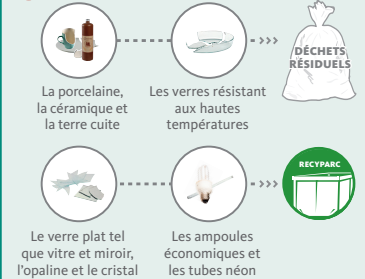 DÉCHETS
RÉSIDUELS
La porcelaine,
la céramique et
la terre cuite
Les verres résistant
aux hautes
températures
RECYPARC
Le verre plat tel
que vitre et miroir,
l'opaline et le cristal
Les ampoules
économiques et
les tubes néon